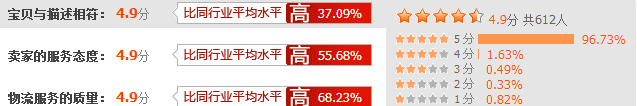 宝贝与描述相符：4.9分 比同行业平均水平 高 37.09%
卖家的服务态度：4.9分 比同行业平均水平 高 55.68%
物流服务的质量：4.9分 比同行业平均水平 高 68.23%
4.9分 共612人
5分 96.73%
4分 1.63%
3分 0.49%
2分 0.33%
1分 0.82%